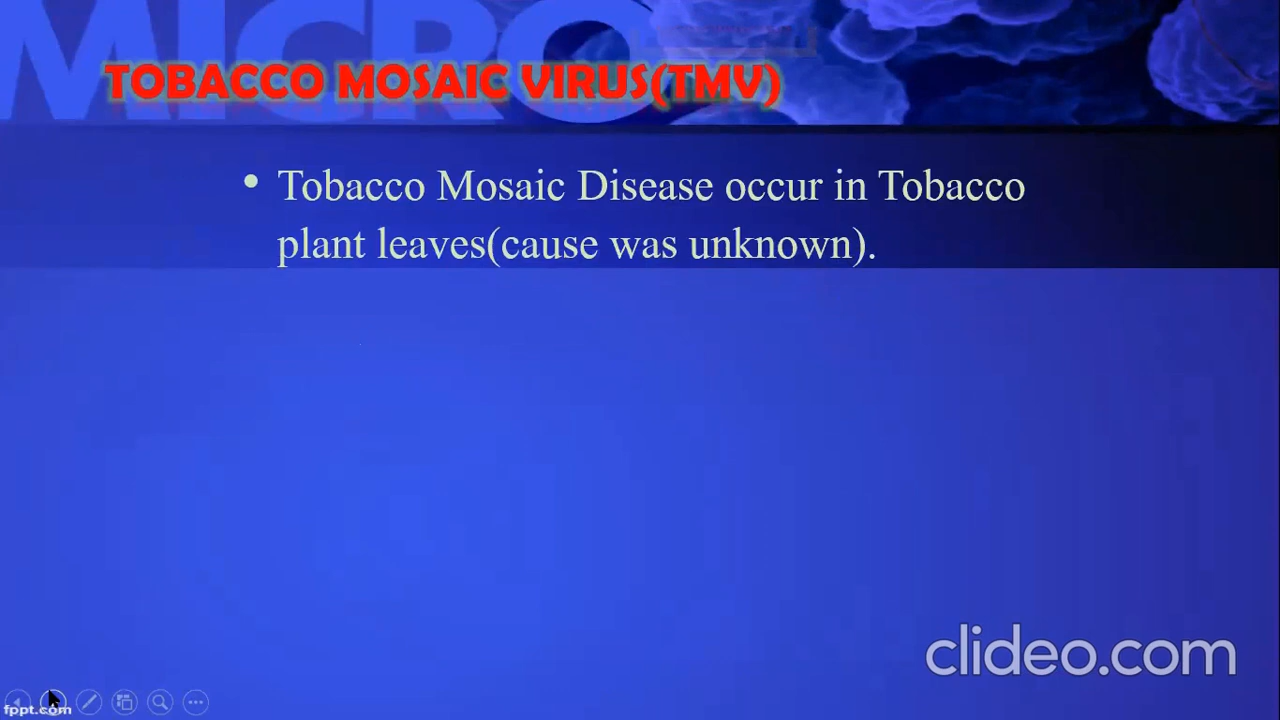 MICRO
TOBACCO MOSAIC VIRUS(TMV)
• Tobacco Mosaic Disease occur in Tobacco
plant leaves(cause was unknown).
clideo.com
fppt.com